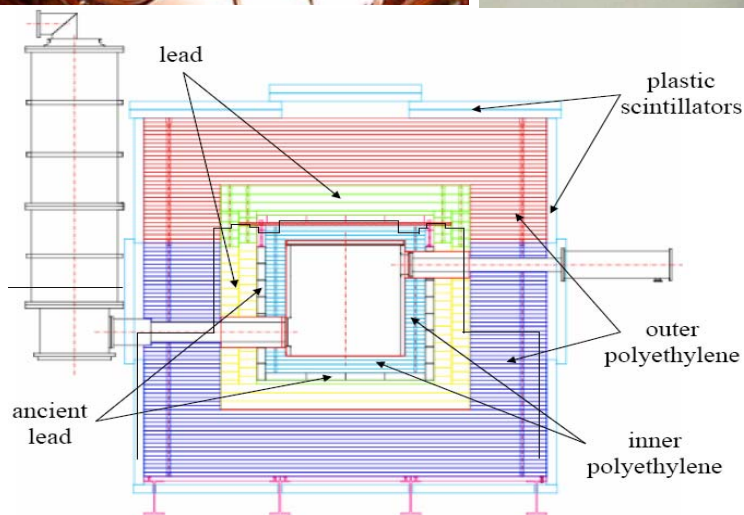 lead
plastic
scintillators
outer
polyethylene
ancient
lead
inner
polyethylene